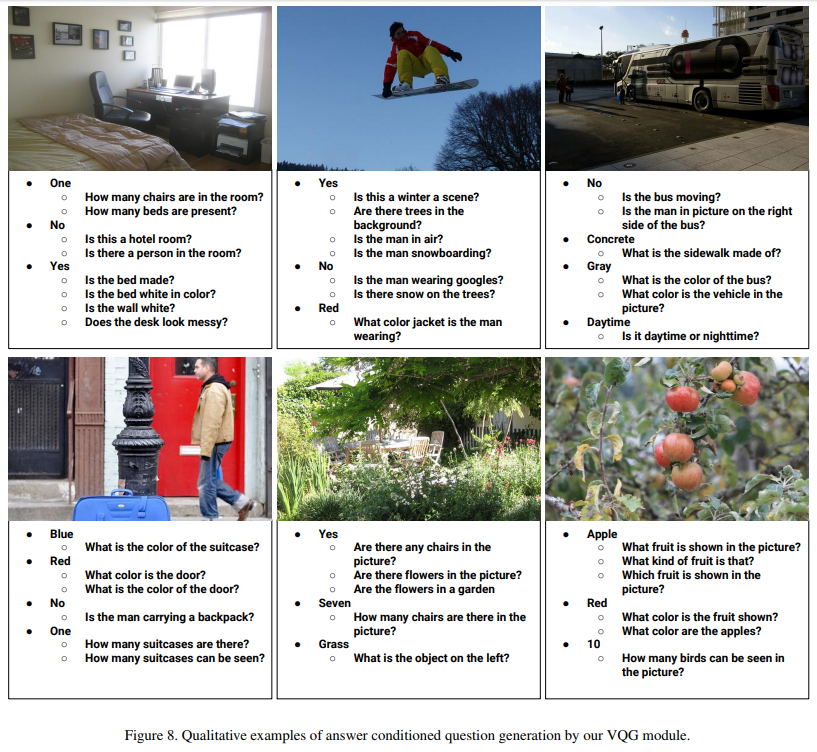 One
How many chairs are in the room?
How many beds are present?
No
Is this a hotel room?
Is there a person in the room?
Yes
Is the bed made?
Is the bed white in color?
Is the wall white?
Does the desk look messy?
Yes
Is this a winter a scene?
Are there trees in the
background?
Is the man in air?
Is the man snowboarding?
No
Is the man wearing googles?
Is there snow on the trees?
Red
What color jacket is the man
wearing?
No
Is the bus moving?
Is the man in picture on the right
side of the bus?
Concrete
What is the sidewalk made of?
Gray
What is the color of the bus?
What color is the vehicle in the
picture?
Daytime
Is it daytime or nighttime?
Blue
What is the color of the suitcase?
Red
What color is the door?
What is the color of the door?
No
Is the man carrying a backpack?
One
How many suitcases are there?
How many suitcases can be seen?
Yes
Are there any chairs in the
picture?
Are there flowers in the picture?
Are the flowers in a garden
Seven
How many chairs are there in the
picture?
Grass
What is the object on the left?
Apple
What fruit is shown in the picture?
What kind of fruit is that?
Which fruit is shown in the
picture?
Red
What color is the fruit shown?
What color are the apples?
10
How many birds can be seen in
the picture?
Figure 8. Qualitative examples of answer conditioned question generation by our VQG module.